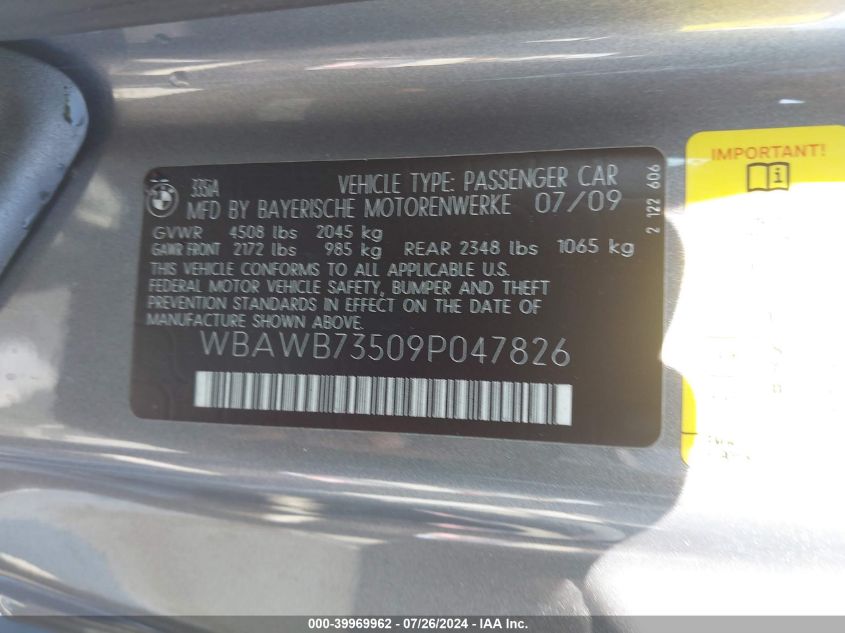 BMW
335iA VEHICLE TYPE: PASSENGER CAR
MFD BY BAYERISCHE MOTORENWERKE 07/09
GVWR 4508 lbs 2045 kg
GAWR FRONT 2172 lbs 985 kg REAR 2348 lbs 1065 kg
THIS VEHICLE CONFORMS TO ALL APPLICABLE U.S.
FEDERAL MOTOR VEHICLE SAFETY, BUMPER AND THEFT
PREVENTION STANDARDS IN EFFECT ON THE DATE OF
MANUFACTURE SHOWN ABOVE.
WBAWB73509P047826
2 122 606
IMPORTANT!
000-39969962 - 07/26/2024 - IAAI INC.